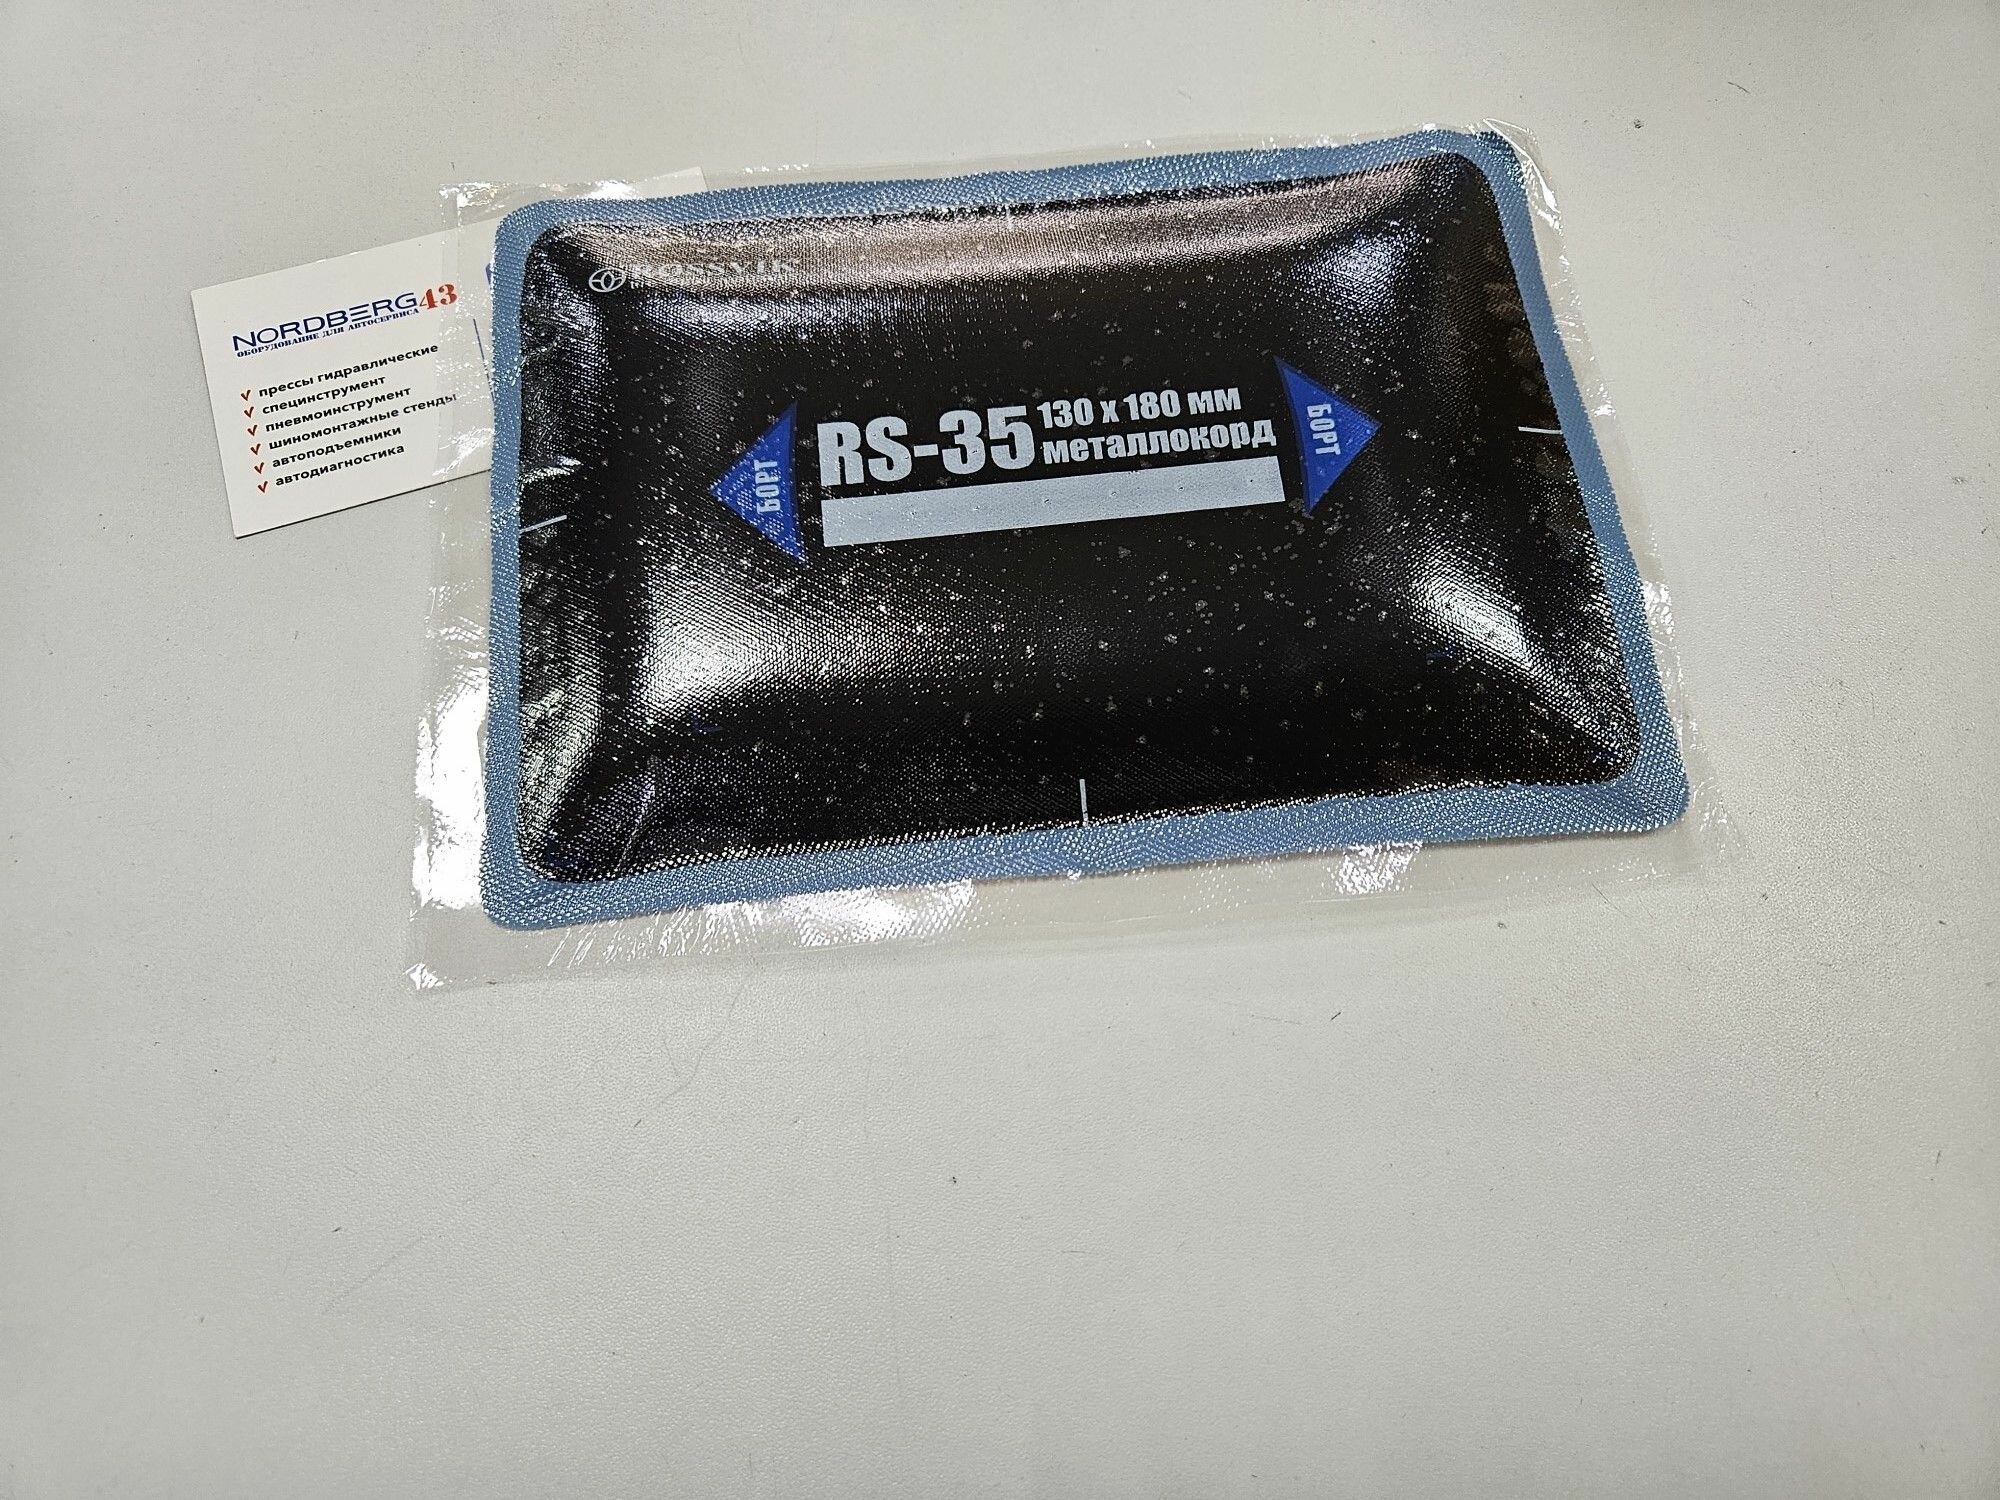 NORDBERG43
ОБОРУДОВАНИЕ ДЛЯ АВТОСЕРВИСА
прессы гидравлические
специнструмент
пневмоинструмент
шиномонтажные стенды
автоподъемники
автодиагностика
ROSSVIK
БОРТ
RS-35
130 x 180 мм
металлокорд
БОРТ